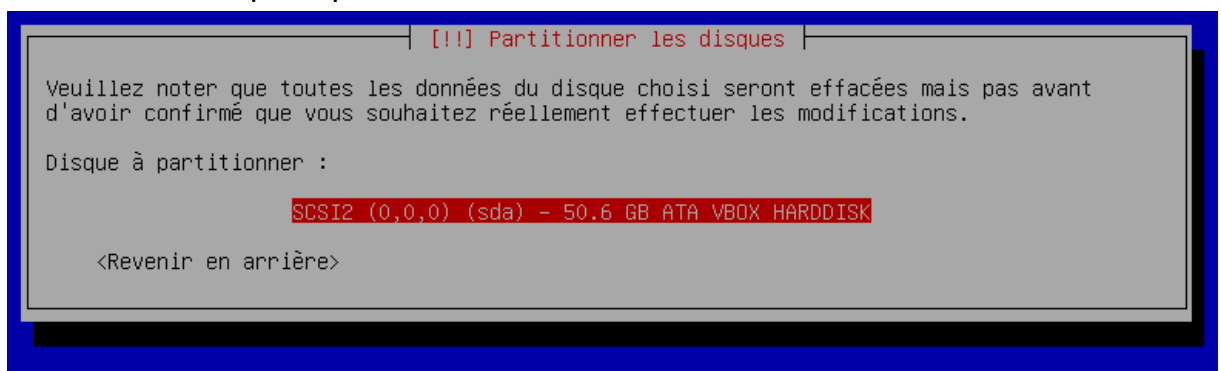 [!!] Partitionner les disques
Veuillez noter que toutes les données du disque choisi seront effacées mais pas avant
d'avoir confirmé que vous souhaitez réellement effectuer les modifications.
Disque à partitionner :
SCSI2 (0,0,0) (sda) - 50.6 GB ATA VBOX HARDDISK
<Revenir en arrière>